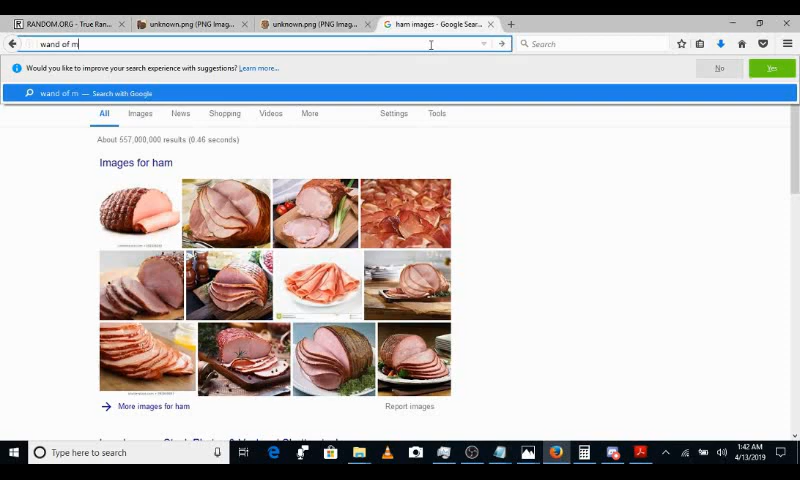 RANDOM.ORG - True Ran...
unknown.png (PNG Imag...
unknown.png (PNG Imag...
ham images - Google Sear...
wand of m
Search
Would you like to improve your search experience with suggestions? Learn more...
No
Yes
wand of m — Search with Google
All Images News Shopping Videos More Settings Tools
About 557,000,000 results (0.46 seconds)
Images for ham
More images for ham
Report images
Type here to search
1:42 AM
4/13/2019